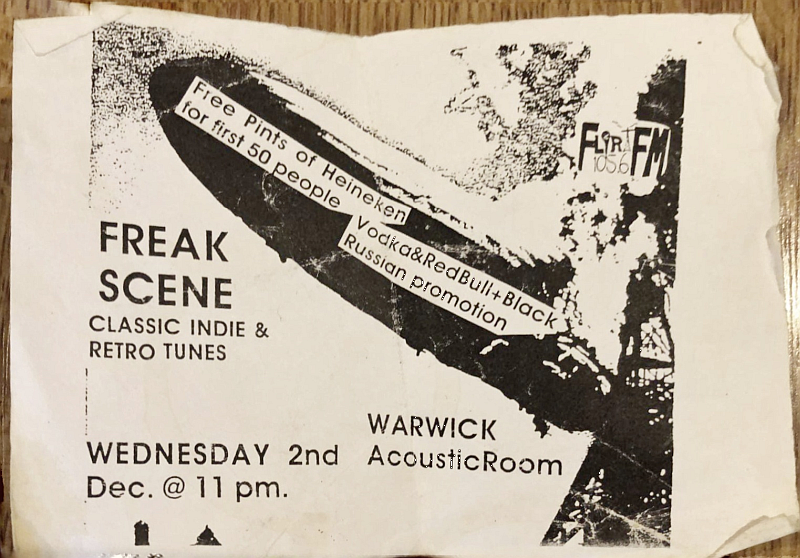 Free Pints of Heineken
for first 50 people
Vodka&RedBull+Black
Russian promotion
FLIRT FM
105.6
FREAK
SCENE
CLASSIC INDIE &
RETRO TUNES
WEDNESDAY 2nd
Dec. @ 11 pm.
WARWICK
AcousticRoom